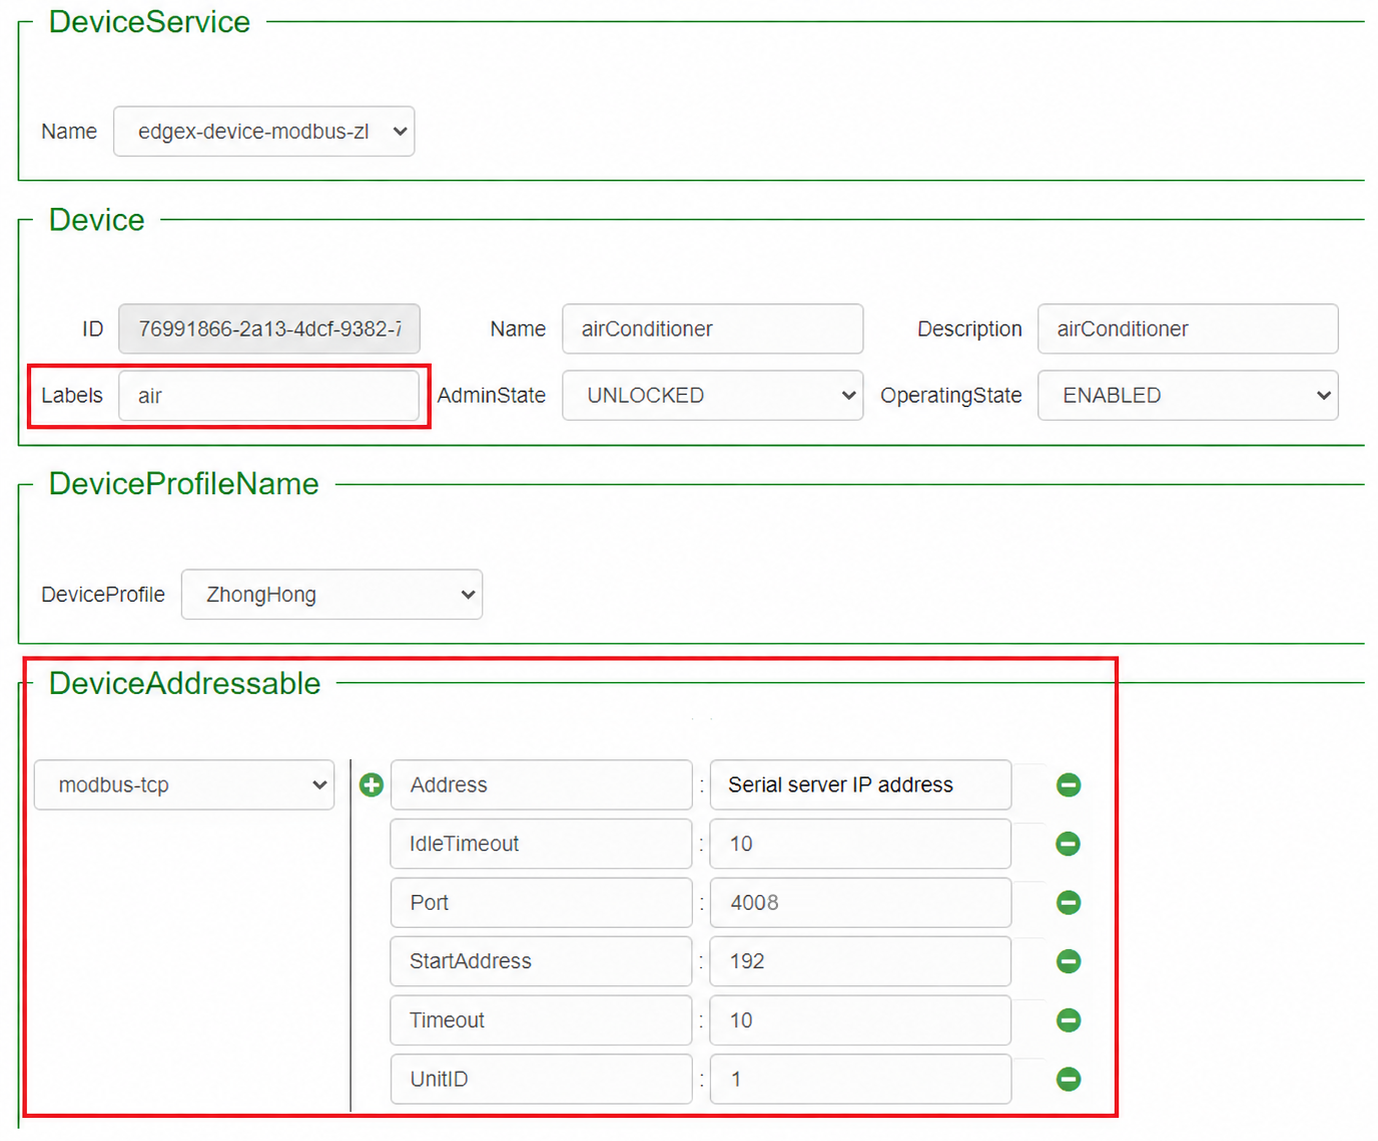 DeviceService
Name edgex-device-modbus-zl
Device
ID 76991866-2a13-4dcf-9382-7 Name airConditioner Description airConditioner
Labels air AdminState UNLOCKED OperatingState ENABLED
DeviceProfileName
DeviceProfile ZhongHong
DeviceAddressable
modbus-tcp Address : Serial server IP address
IdleTimeout : 10
Port : 4008
StartAddress : 192
Timeout : 10
UnitID : 1